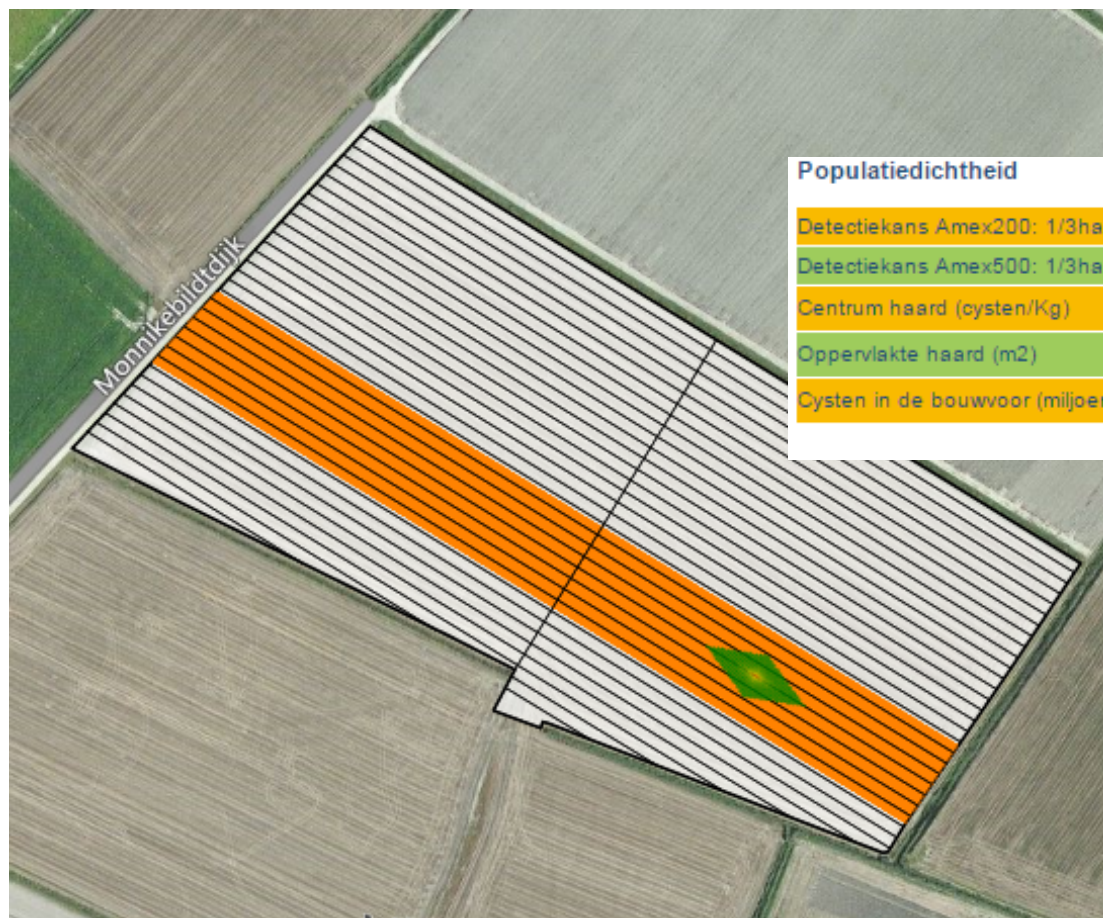 Populatiedichtheid
Detectiekans Amex200: 1/3ha
Detectiekans Amex500: 1/3ha
Centrum haard (cysten/Kg)
Oppervlakte haard (m2)
Cysten in de bouwvoor (miljoen
Monnikebildtdijk